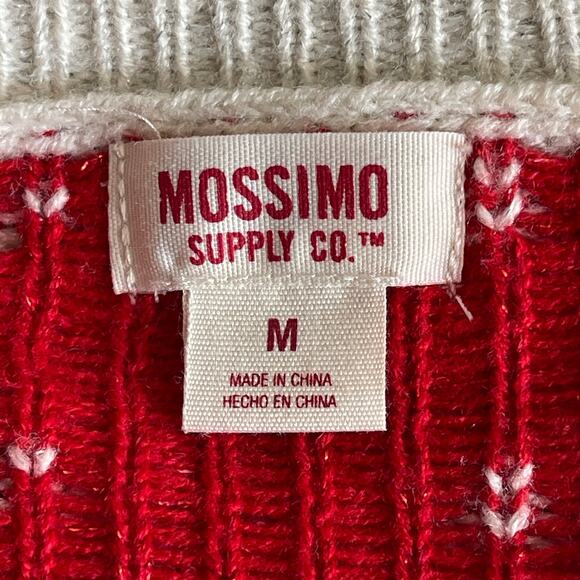 MOSSIMO
SUPPLY CO.™
M
MADE IN CHINA
HECHO EN CHINA